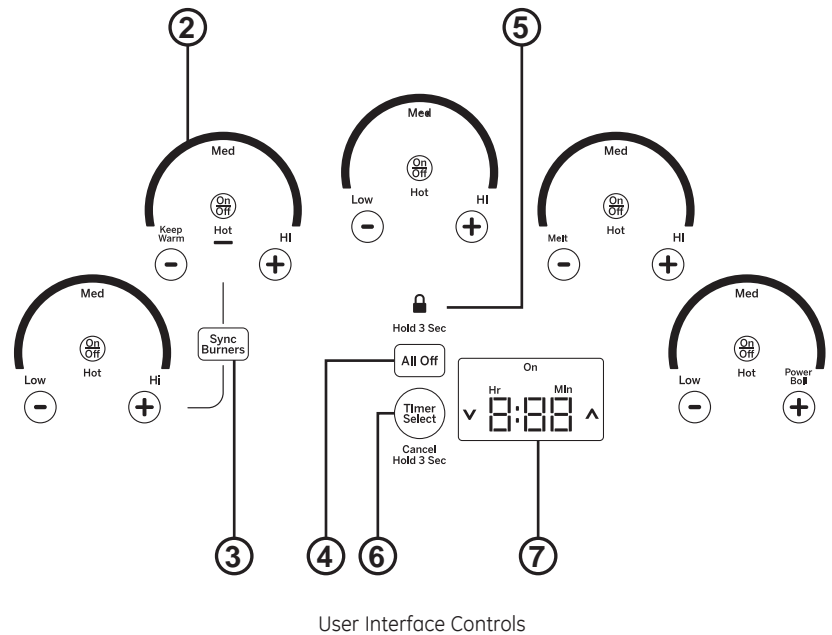 2
5
Med
On
Off
Hot
Keep
Warm
HI
−
+
Med
On
Off
Hot
Low
HI
−
+
Med
On
Off
Hot
Melt
HI
−
+
Med
On
Off
Hot
Low
Hi
−
+
Sync
Burners
Hold 3 Sec
All Off
Timer
Select
Cancel
Hold 3 Sec
On
Hr
Min
8:88
Med
On
Off
Hot
Low
Power
Boil
−
+
3
4
6
7
User Interface Controls